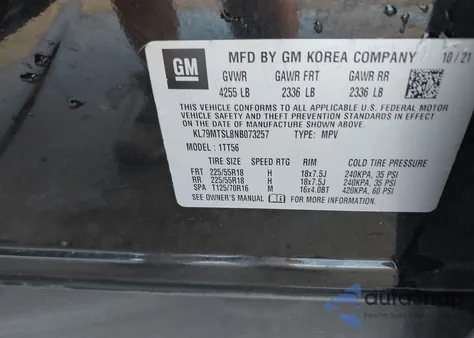 GM
MFD BY GM KOREA COMPANY 10/21
GVWR GAWR FRT GAWR RR
4255 LB 2336 LB 2336 LB
THIS VEHICLE CONFORMS TO ALL APPLICABLE U.S. FEDERAL MOTOR
VEHICLE SAFETY AND THEFT PREVENTION STANDARDS IN EFFECT ON
THE DATE OF MANUFACTURE SHOWN ABOVE.
KL79MTSL8NB073257 TYPE: MPV
MODEL: 1TT56
TIRE SIZE SPEED RTG RIM COLD TIRE PRESSURE
FRT 225/55R18 H 18x7.5J 240KPA, 35 PSI
RR 225/55R18 H 18x7.5J 240KPA, 35 PSI
SPA T125/70R16 M 16x4.0BT 420KPA, 60 PSI
SEE OWNER'S MANUAL FOR MORE INFORMATION.
autoshop